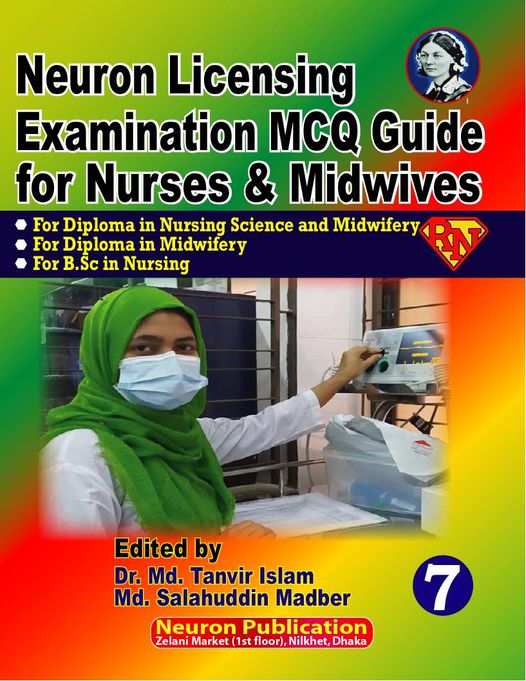 Neuron Licensing
Examination MCQ Guide
for Nurses & Midwives
For Diploma in Nursing Science and Midwifery
RN
For Diploma in Midwifery
For B.Sc in Nursing
Edited by
Dr. Md. Tanvir Islam
Md. Salahuddin Madber
7
Neuron Publication
Zelani Market (1st floor), Nilkhet, Dhaka